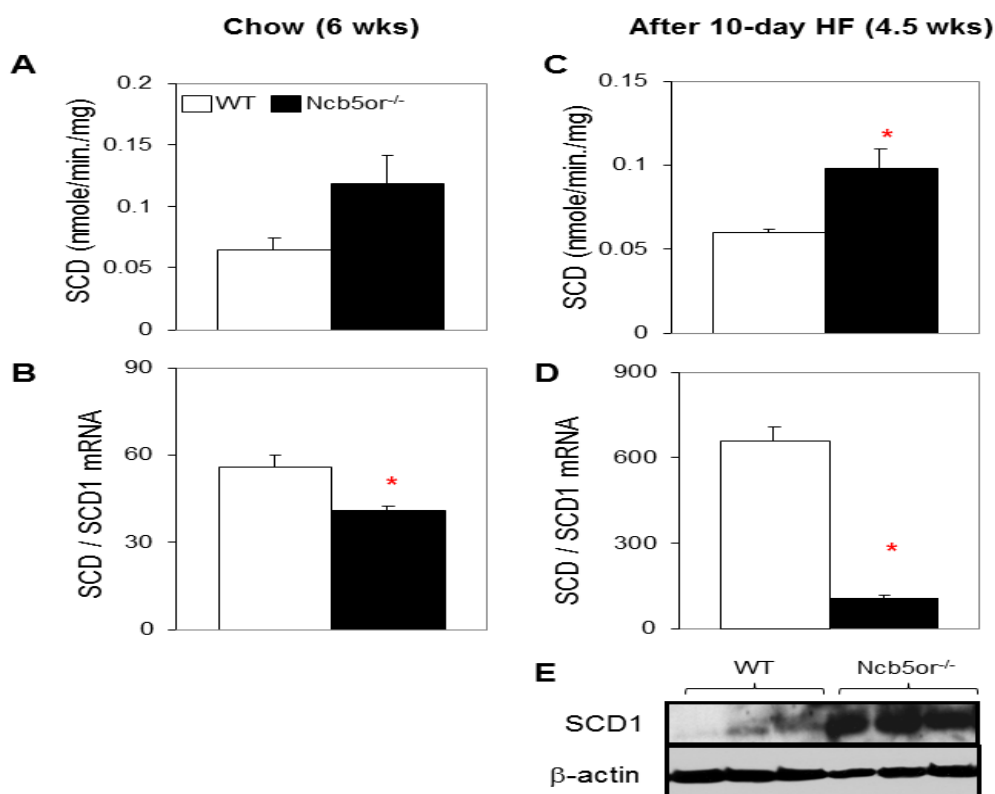 Chow (6 wks)
After 10-day HF (4.5 wks)
A
SCD (nmole/min./mg)
0.2
0.15
0.1
0.05
0
WT
Ncb5or-/-
C
SCD (nmole/min./mg)
0.15
0.1
0.05
0
*
B
SCD / SCD1 mRNA
90
60
30
0
*
D
SCD / SCD1 mRNA
900
600
300
0
*
E
WT
Ncb5or-/-
SCD1
β-actin